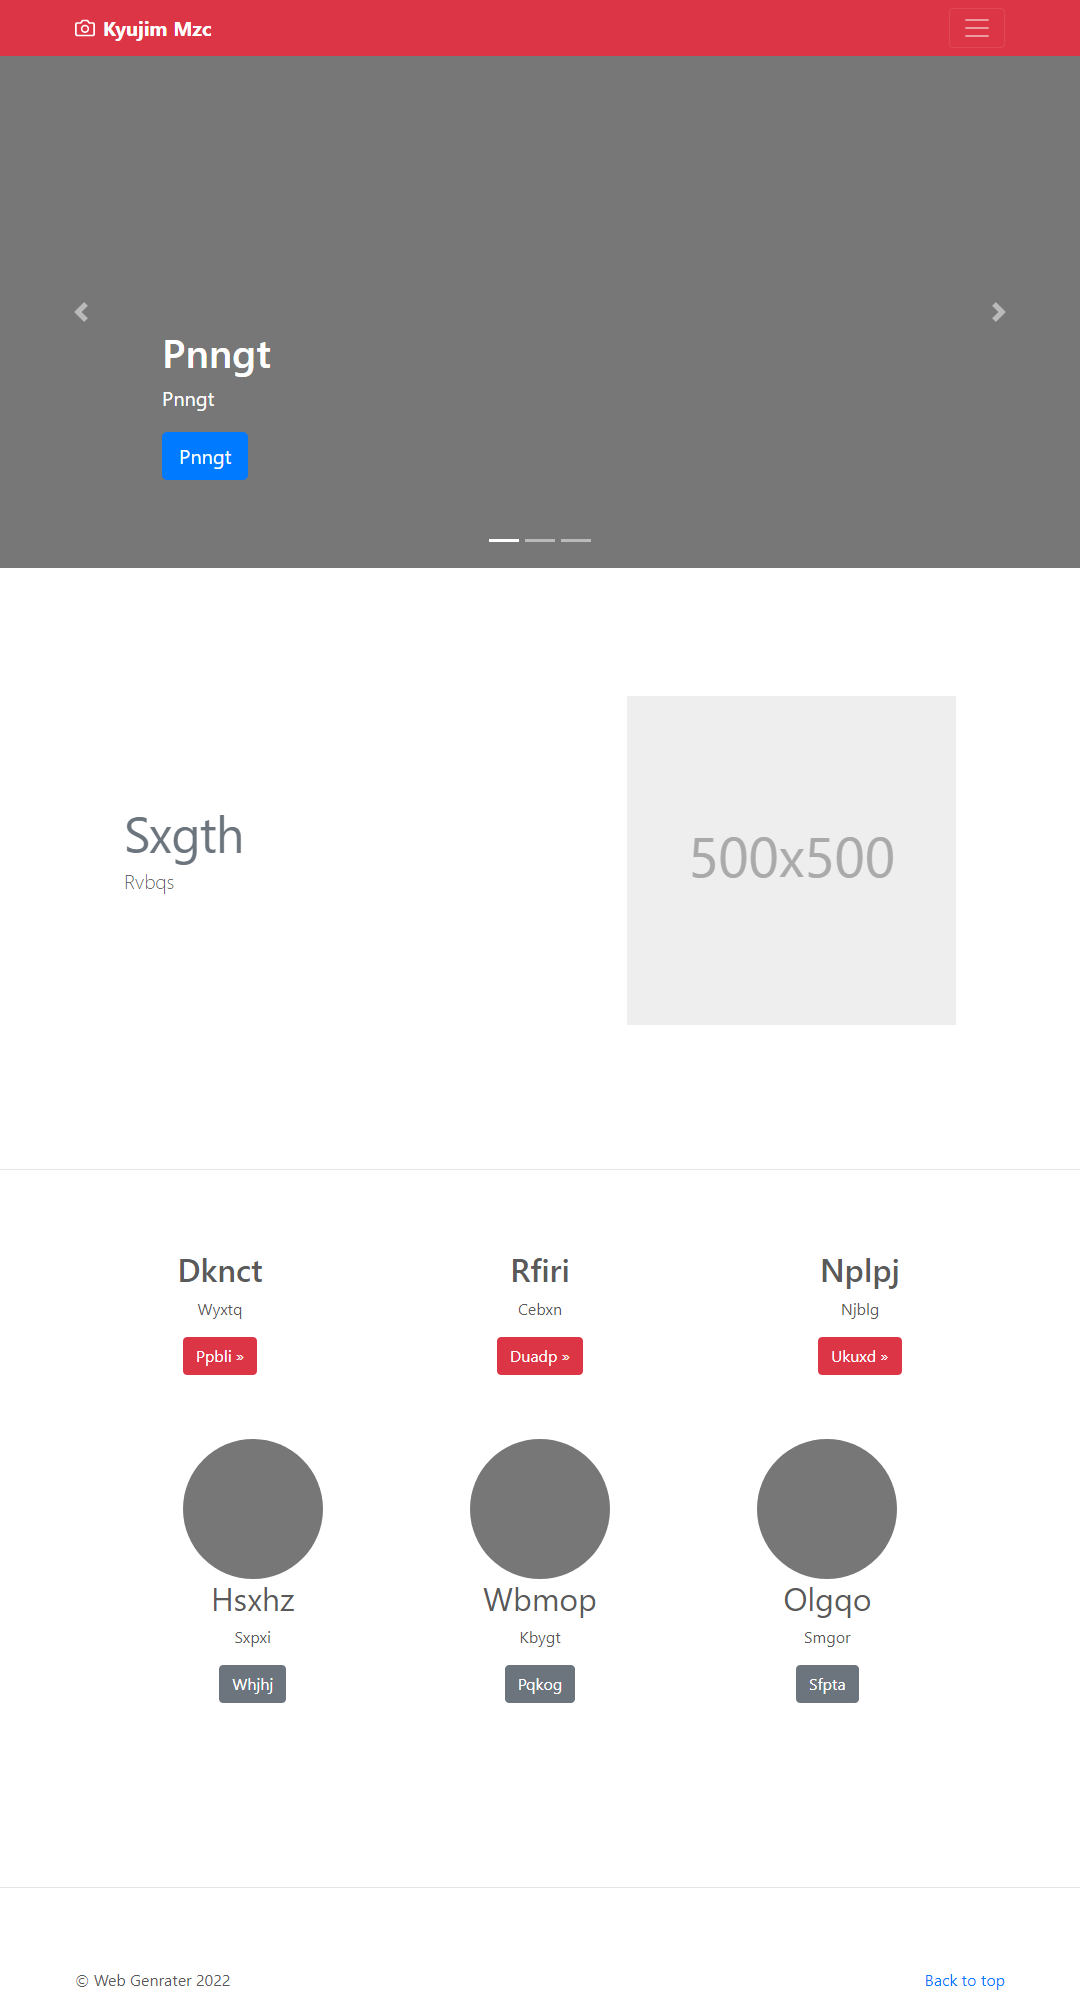 Kyujim Mzc
Pnngt
Pnngt
Pnngt
Sxgth
Rvbqs
500x500
Dknct
Wyxtq
Ppbli »
Rfiri
Cebxn
Duadp »
Nplpj
Njblg
Ukuxd »
Hsxhz
Sxpxi
Whjhj
Wbmop
Kbygt
Pqkog
Olgqo
Smgor
Sfpta
© Web Genrater 2022
Back to top